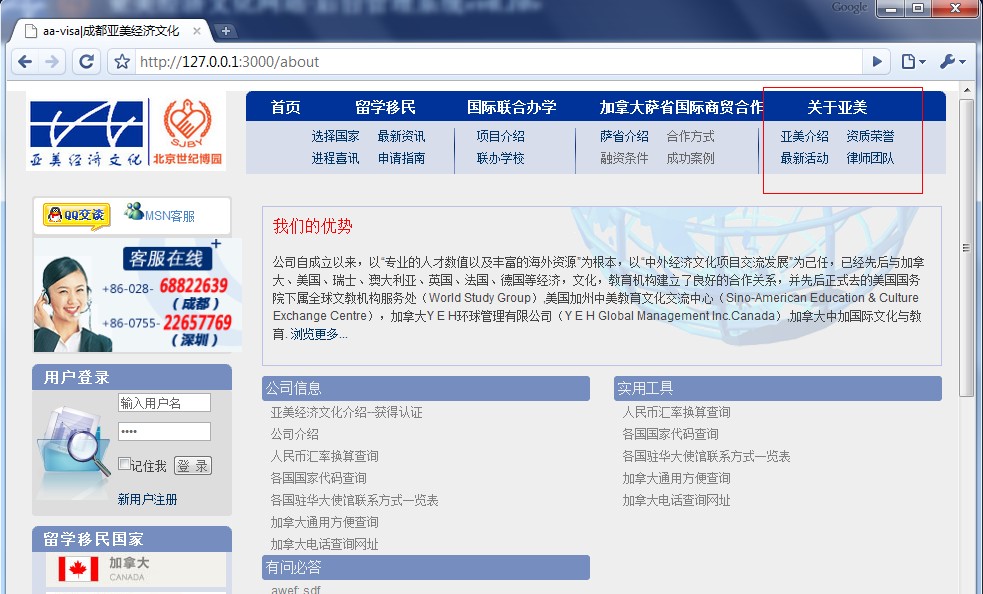 Google
aa-visa|成都亚美经济文化
http://127.0.0.1:3000/about
亚美经济文化
SJBY
北京世纪博园
首页 留学移民 国际联合办学 加拿大萨省国际商贸合作 关于亚美
选择国家 最新资讯 项目介绍 萨省介绍 合作方式 亚美介绍 资质荣誉
进程喜讯 申请指南 联办学校 融资条件 成功案例 最新活动 律师团队
QQ交谈 MSN客服
客服在线
+86-028- 68822639
(成都)
+86-0755- 22657769
(深圳)
用户登录
输入用户名
记住我 登 录
新用户注册
留学移民国家
加拿大
CANADA
我们的优势
公司自成立以来，以“专业的人才数值以及丰富的海外资源”为根本，以“中外经济文化项目交流发展”为己任，已经先后与加拿
大、美国、瑞士、澳大利亚、英国、法国、德国等经济，文化，教育机构建立了良好的合作关系，并先后正式去的美国国务
院下属全球文教机构服务处（World Study Group）,美国加州中美教育文化交流中心（Sino-American Education & Culture
Exchange Centre），加拿大Y E H环球管理有限公司（Y E H Global Management Inc.Canada）,加拿大中加国际文化与教
育. 浏览更多...
公司信息
亚美经济文化介绍--获得认证
公司介绍
人民币汇率换算查询
各国国家代码查询
各国驻华大使馆联系方式一览表
加拿大通用方便查询
加拿大电话查询网址
有问必答
awef: sdf
实用工具
人民币汇率换算查询
各国国家代码查询
各国驻华大使馆联系方式一览表
加拿大通用方便查询
加拿大电话查询网址